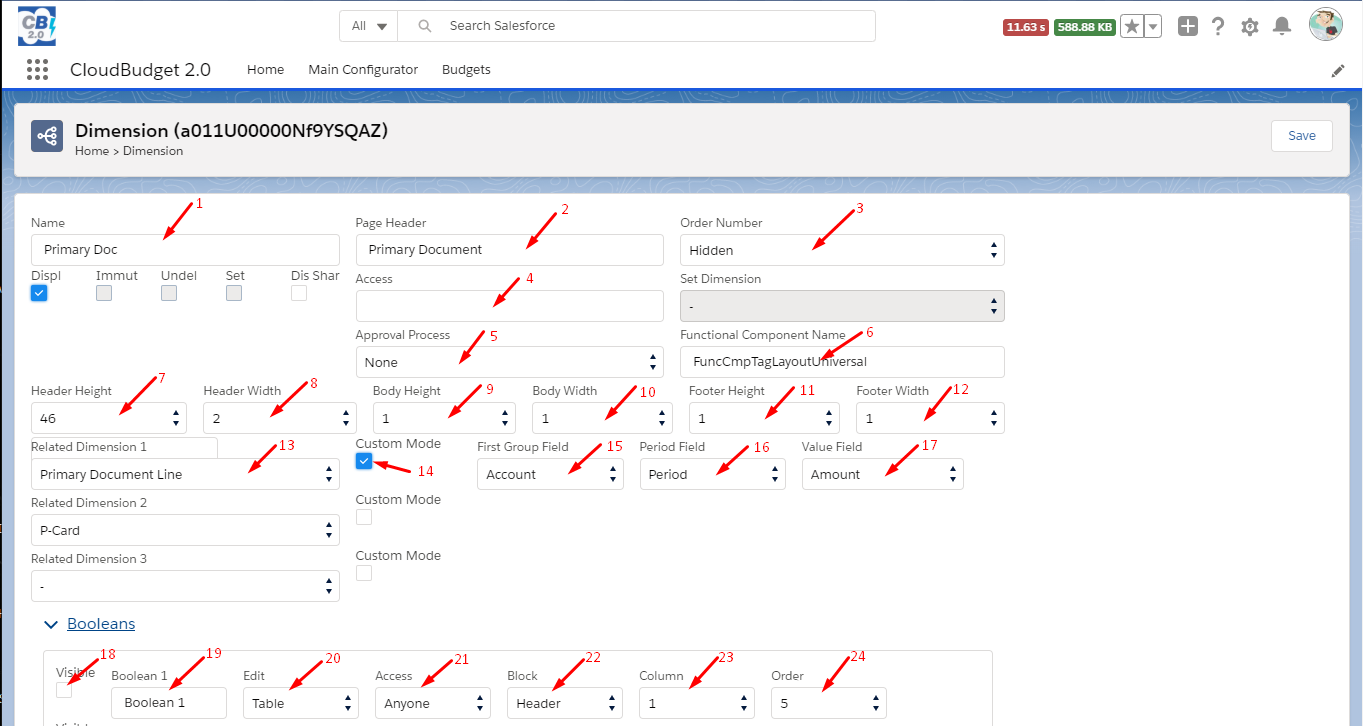 CBi
2.0
All Search Salesforce 11.63 s 588.88 KB
CloudBudget 2.0 Home Main Configurator Budgets
Dimension (a011U00000Nf9YSQAZ)
Home > Dimension
Save
1 2 3
Name Page Header Order Number
Primary Doc Primary Document Hidden
Displ Immut Undel Set Dis Shar Access 4 Set Dimension
-
Approval Process 5 Functional Component Name 6
None FuncCmpTagLayoutUniversal
7 8 9 10 11 12
Header Height Header Width Body Height Body Width Footer Height Footer Width
46 2 1 1 1 1
Related Dimension 1 13 Custom Mode First Group Field 15 Period Field 16 Value Field 17
Primary Document Line 14 Account Period Amount
Related Dimension 2 Custom Mode
P-Card
Related Dimension 3 Custom Mode
-
Booleans
18 19 20 21 22 23 24
Visible Boolean 1 Edit Access Block Column Order
Boolean 1 Table Anyone Header 1 5
Visible